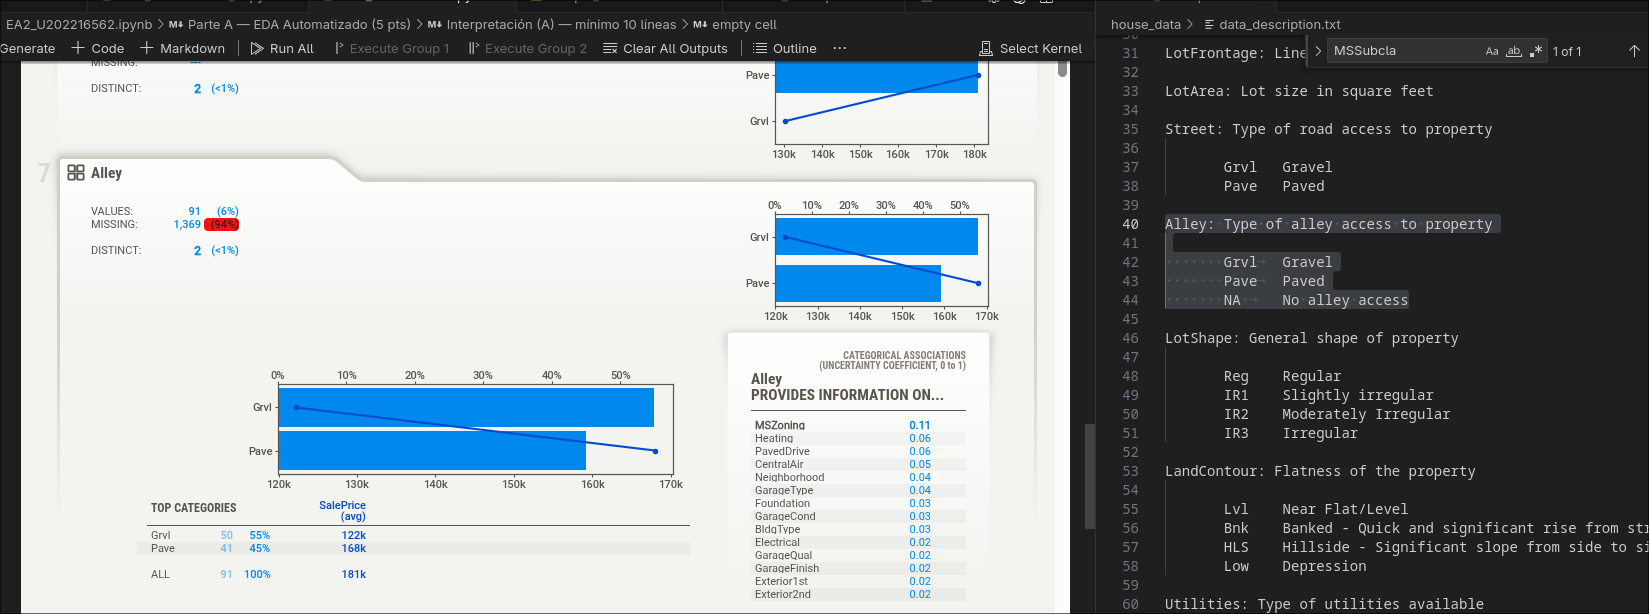 EA2_U202216562.ipynb > Parte A — EDA Automatizado (5 pts) > Interpretación (A) — mínimo 10 líneas > empty cell
Generate + Code + Markdown Run All Execute Group 1 Execute Group 2 Clear All Outputs Outline ··· Select Kernel
MISSING: ---
DISTINCT: 2 (<1%)
Pave
Grvl
130k 140k 150k 160k 170k 180k
7
Alley
VALUES: 91 (6%)
MISSING: 1,369 (94%)
DISTINCT: 2 (<1%)
0% 10% 20% 30% 40% 50%
Grvl
Pave
120k 130k 140k 150k 160k 170k
0% 10% 20% 30% 40% 50%
Grvl
Pave
120k 130k 140k 150k 160k 170k
TOP CATEGORIES SalePrice
(avg)
Grvl 50 55% 122k
Pave 41 45% 168k
ALL 91 100% 181k
CATEGORICAL ASSOCIATIONS
(UNCERTAINTY COEFFICIENT, 0 to 1)
Alley
PROVIDES INFORMATION ON...
MSZoning 0.11
Heating 0.06
PavedDrive 0.06
CentralAir 0.05
Neighborhood 0.04
GarageType 0.04
Foundation 0.03
GarageCond 0.03
BldgType 0.03
Electrical 0.02
GarageQual 0.02
GarageFinish 0.02
Exterior1st 0.02
Exterior2nd 0.02
house_data > data_description.txt
MSSubcla Aa ab .* 1 of 1
31 LotFrontage: Line
32
33 LotArea: Lot size in square feet
34
35 Street: Type of road access to property
36
37 Grvl Gravel
38 Pave Paved
39
40 Alley: Type of alley access to property
41
42 Grvl Gravel
43 Pave Paved
44 NA No alley access
45
46 LotShape: General shape of property
47
48 Reg Regular
49 IR1 Slightly irregular
50 IR2 Moderately Irregular
51 IR3 Irregular
52
53 LandContour: Flatness of the property
54
55 Lvl Near Flat/Level
56 Bnk Banked - Quick and significant rise from str
57 HLS Hillside - Significant slope from side to si
58 Low Depression
59
60 Utilities: Type of utilities available